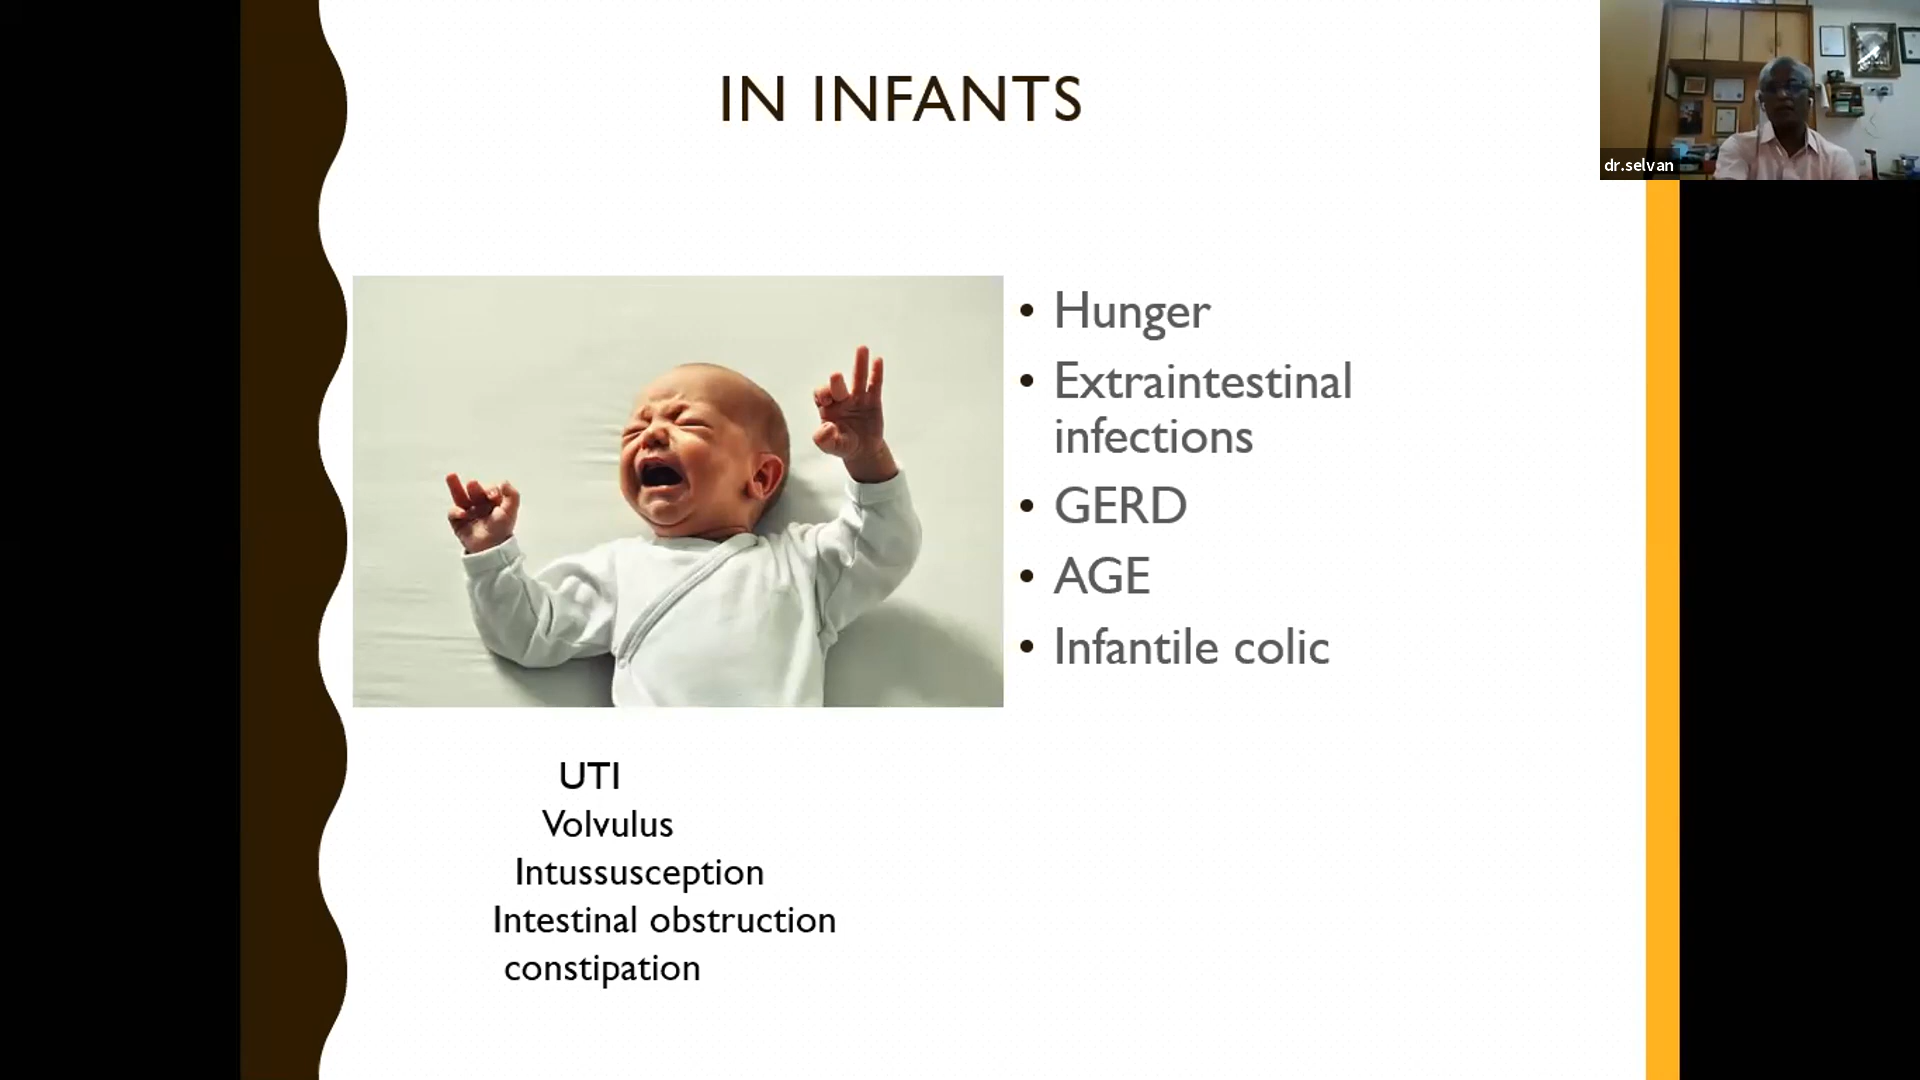 IN INFANTS
dr.selvan
• Hunger
• Extraintestinal
infections
• GERD
• AGE
• Infantile colic
UTI
Volvulus
Intussusception
Intestinal obstruction
constipation